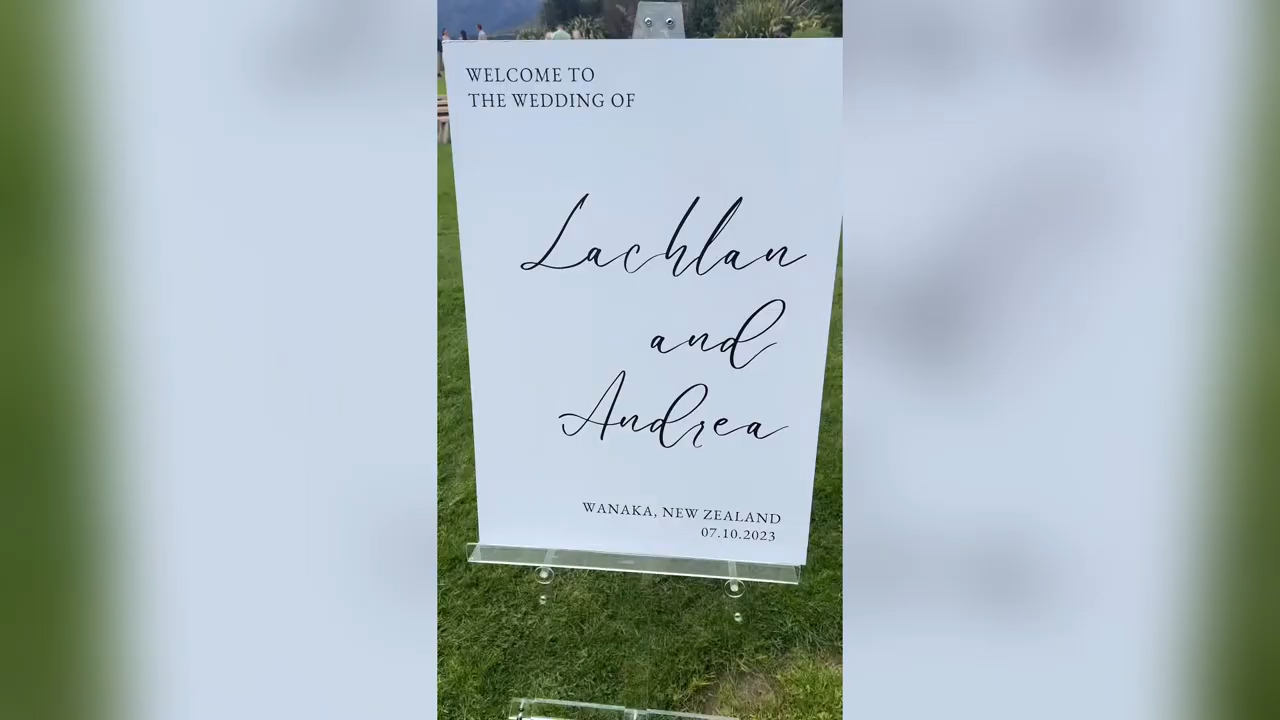 WELCOME TO
THE WEDDING OF
Lachlan
and
Andrea
WANAKA, NEW ZEALAND
07.10.2023